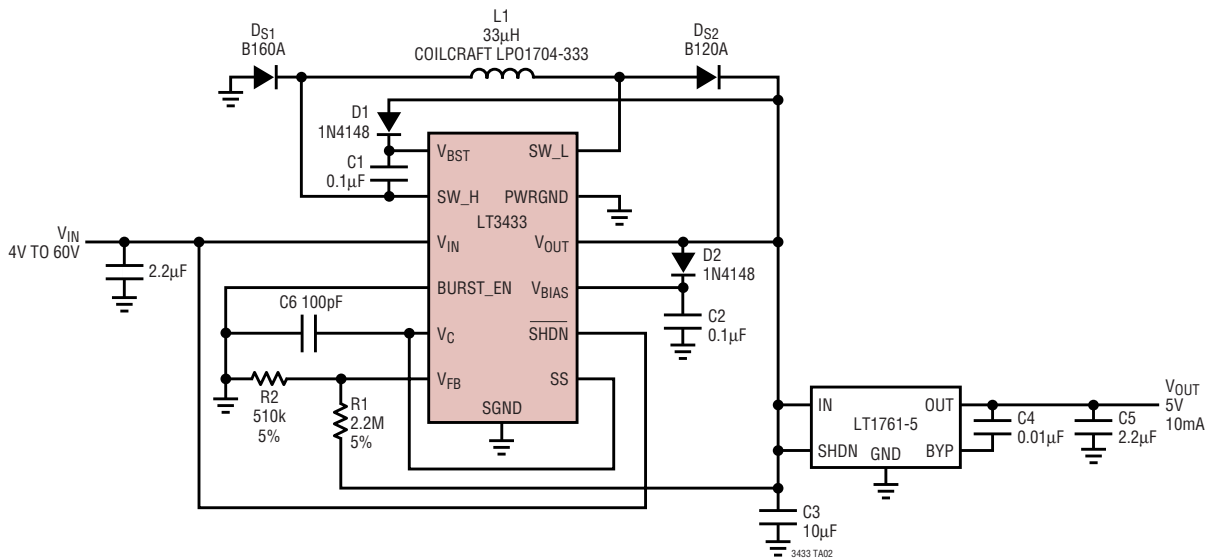 L1
33µH
COILCRAFT LPO1704-333
DS1
B160A
DS2
B120A
D1
1N4148
C1
0.1µF
VBST
SW_L
SW_H
PWRGND
LT3433
VIN
4V TO 60V
2.2µF
VIN
VOUT
D2
1N4148
BURST_EN
VBIAS
C6 100pF
C2
0.1µF
VC
SHDN
VFB
SS
R2
510k
5%
R1
2.2M
5%
SGND
IN
OUT
LT1761-5
SHDN
GND
BYP
C4
0.01µF
C5
2.2µF
VOUT
5V
10mA
C3
10µF
3433 TA02